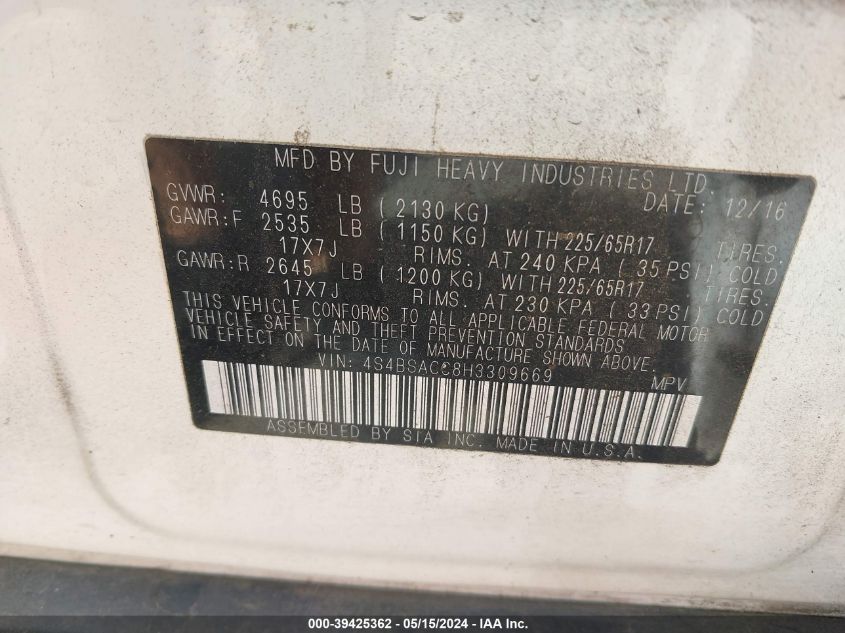 MFD BY FUJI HEAVY INDUSTRIES LTD.
GVWR: 4695 LB ( 2130 KG) DATE: 12/16
GAWR:F 2535 LB ( 1150 KG) WITH 225/65R17 TIRES.
17X7J RIMS. AT 240 KPA ( 35 PSI) COLD
GAWR:R 2645 LB ( 1200 KG) WITH 225/65R17 TIRES.
17X7J RIMS. AT 230 KPA ( 33 PSI) COLD
THIS VEHICLE CONFORMS TO ALL APPLICABLE FEDERAL MOTOR
VEHICLE SAFETY AND THEFT PREVENTION STANDARDS
IN EFFECT ON THE DATE OF MANUFACTURE SHOWN ABOVE.
VIN: 4S4BSACC8H3309669 MPV
ASSEMBLED BY SIA INC. MADE IN U.S.A.
000-39425362 - 05/15/2024 - IAA Inc.